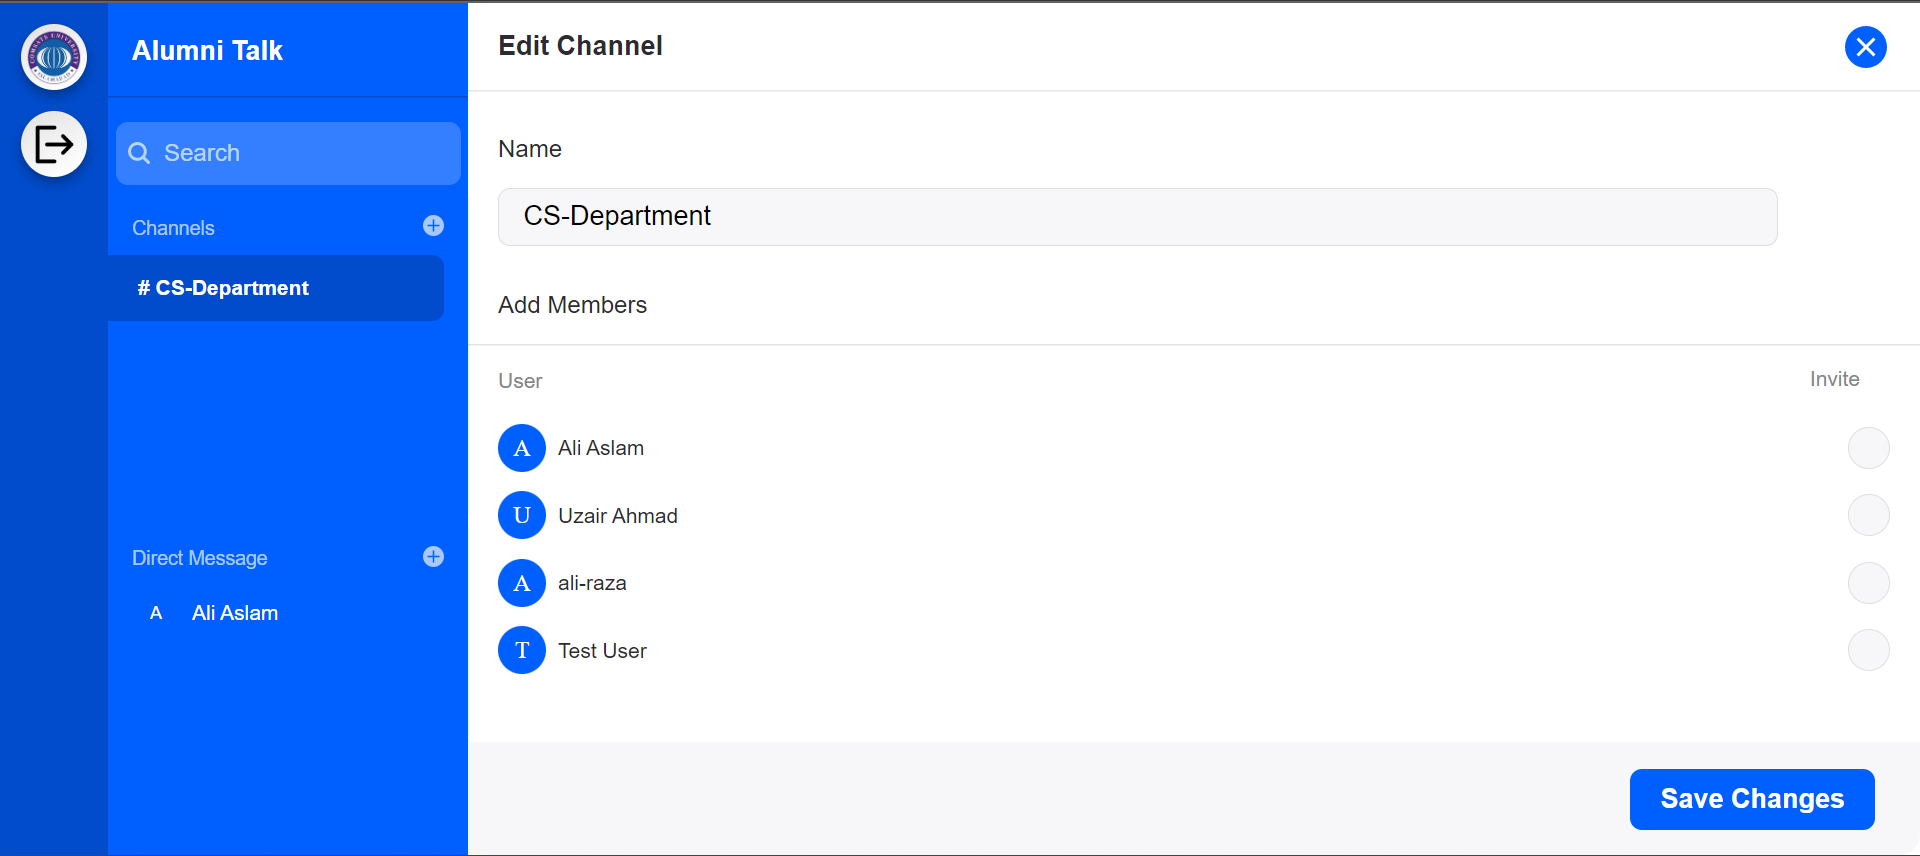 Alumni Talk
Search
Channels
# CS-Department
Direct Message
A Ali Aslam
Edit Channel
Name
CS-Department
Add Members
User Invite
A Ali Aslam
U Uzair Ahmad
A ali-raza
T Test User
Save Changes